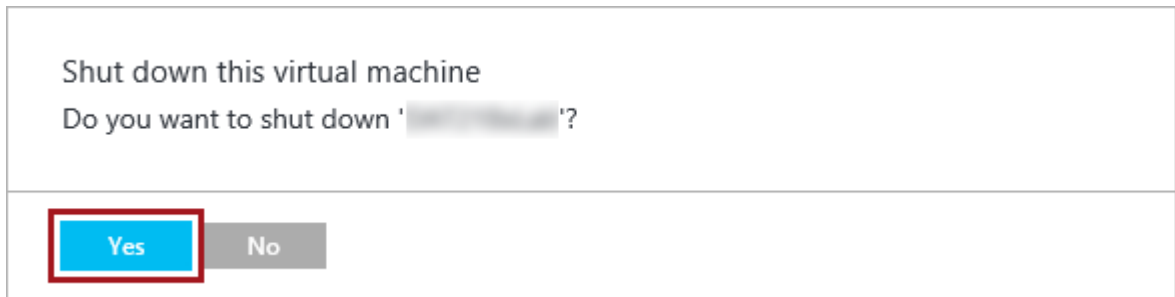 Shut down this virtual machine
Do you want to shut down ' '?
Yes
No